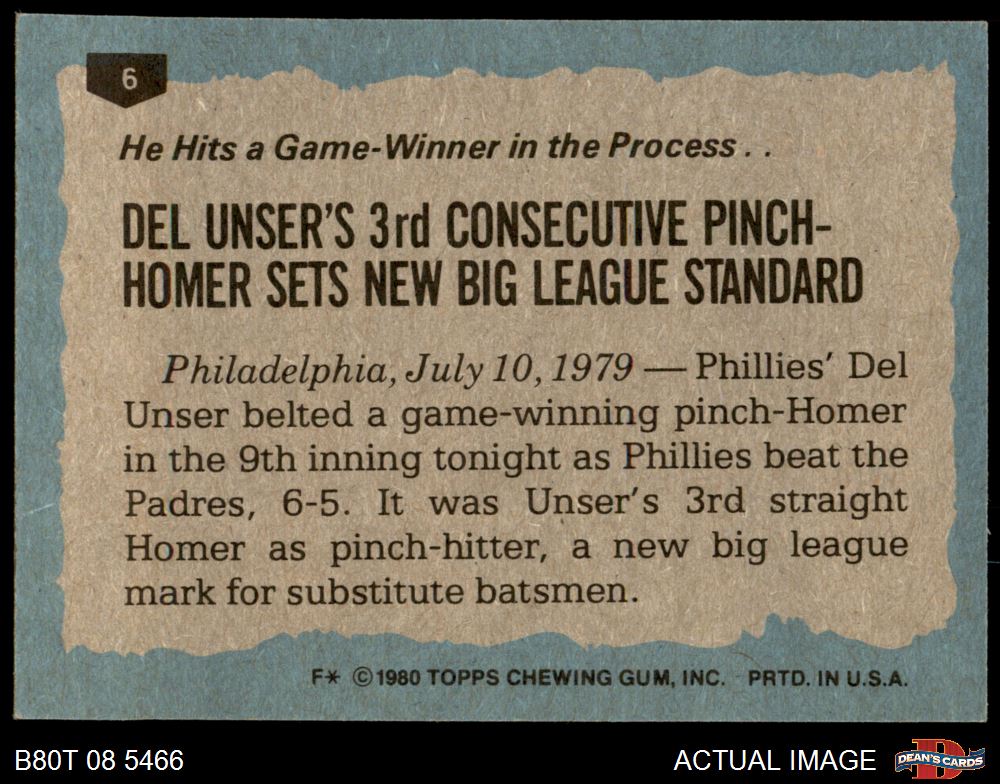 6
He Hits a Game-Winner in the Process . .
DEL UNSER'S 3rd CONSECUTIVE PINCH-
HOMER SETS NEW BIG LEAGUE STANDARD
Philadelphia, July 10, 1979 — Phillies' Del
Unser belted a game-winning pinch-Homer
in the 9th inning tonight as Phillies beat the
Padres, 6-5. It was Unser's 3rd straight
Homer as pinch-hitter, a new big league
mark for substitute batsmen.
F* © 1980 TOPPS CHEWING GUM, INC. PRTD. IN U.S.A.
B80T 08 5466
ACTUAL IMAGE
D
DEAN'S CARDS